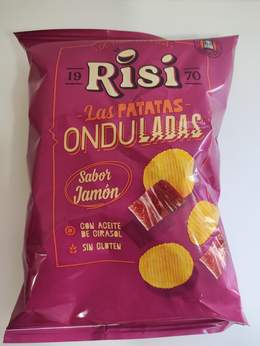 Risi
19 70
Las PATATAS
ONDULADAS
Sabor
Jamón
CON ACEITE
DE GIRASOL
SIN GLUTEN